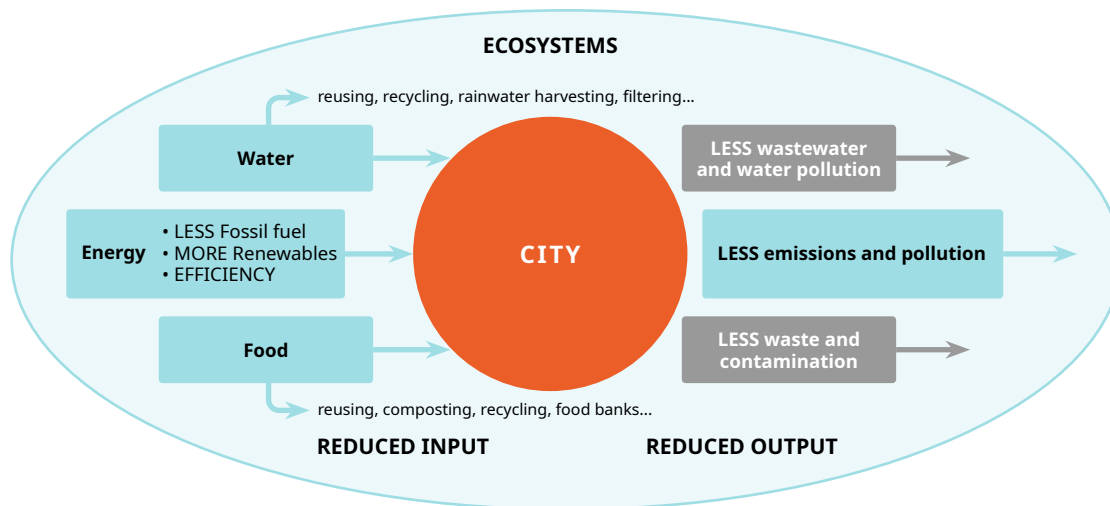 ECOSYSTEMS
reusing, recycling, rainwater harvesting, filtering...
Water
LESS wastewater
and water pollution
Energy
• LESS Fossil fuel
• MORE Renewables
• EFFICIENCY
CITY
LESS emissions and pollution
Food
LESS waste and
contamination
reusing, composting, recycling, food banks...
REDUCED INPUT
REDUCED OUTPUT